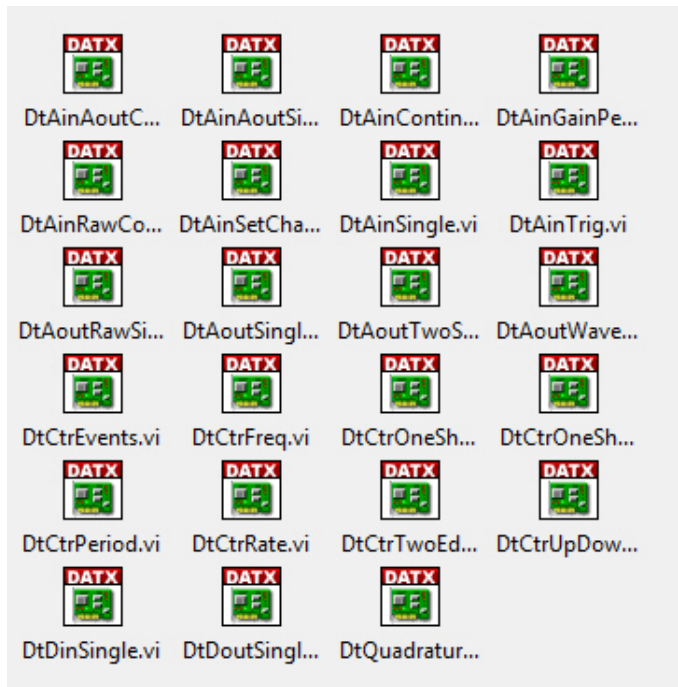 DATX DATX DATX DATX
DtAinAoutC... DtAinAoutSi... DtAinContin... DtAinGainPe...
DATX DATX DATX DATX
DtAinRawCo... DtAinSetCha... DtAinSingle.vi DtAinTrig.vi
DATX DATX DATX DATX
DtAoutRawSi... DtAoutSingl... DtAoutTwoS... DtAoutWave...
DATX DATX DATX DATX
DtCtrEvents.vi DtCtrFreq.vi DtCtrOneSh... DtCtrOneSh...
DATX DATX DATX DATX
DtCtrPeriod.vi DtCtrRate.vi DtCtrTwoEd... DtCtrUpDow...
DATX DATX DATX
DtDinSingle.vi DtDoutSingl... DtQuadratur...